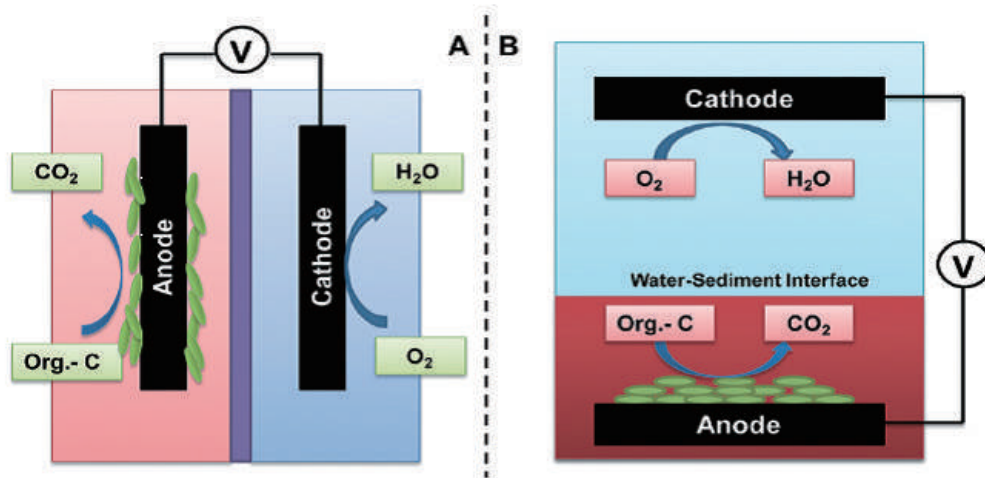 V
A
B
CO₂
Anode
Org.- C
Cathode
H₂O
O₂
Cathode
O₂
H₂O
V
Water-Sediment Interface
Org.- C
CO₂
Anode